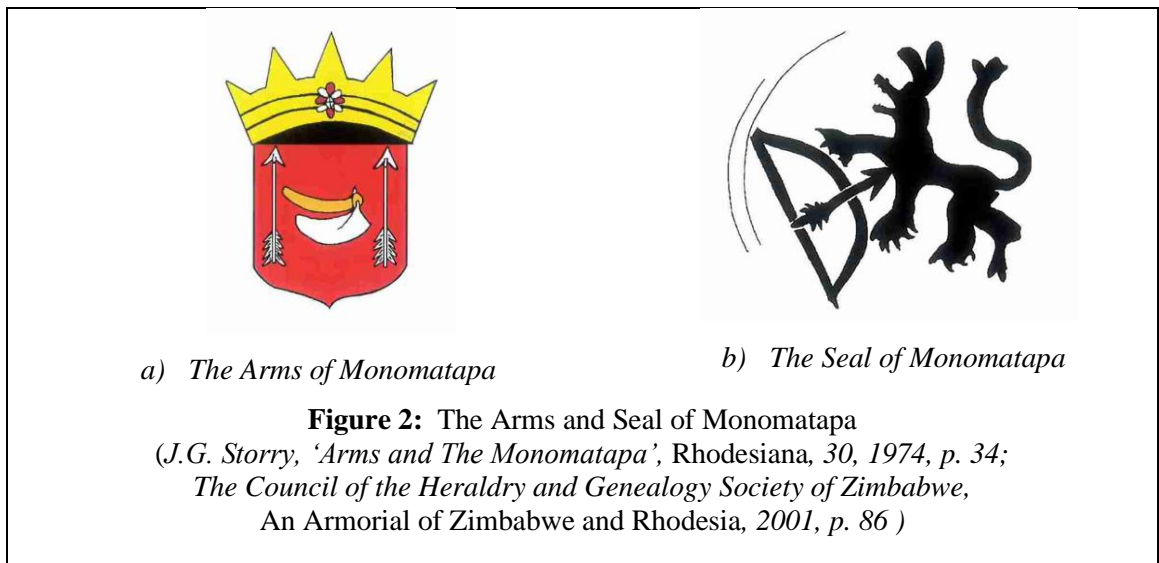 a) The Arms of Monomatapa
b) The Seal of Monomatapa
Figure 2: The Arms and Seal of Monomatapa
(J.G. Storry, ‘Arms and The Monomatapa’, Rhodesiana, 30, 1974, p. 34;
The Council of the Heraldry and Genealogy Society of Zimbabwe,
An Armorial of Zimbabwe and Rhodesia, 2001, p. 86 )